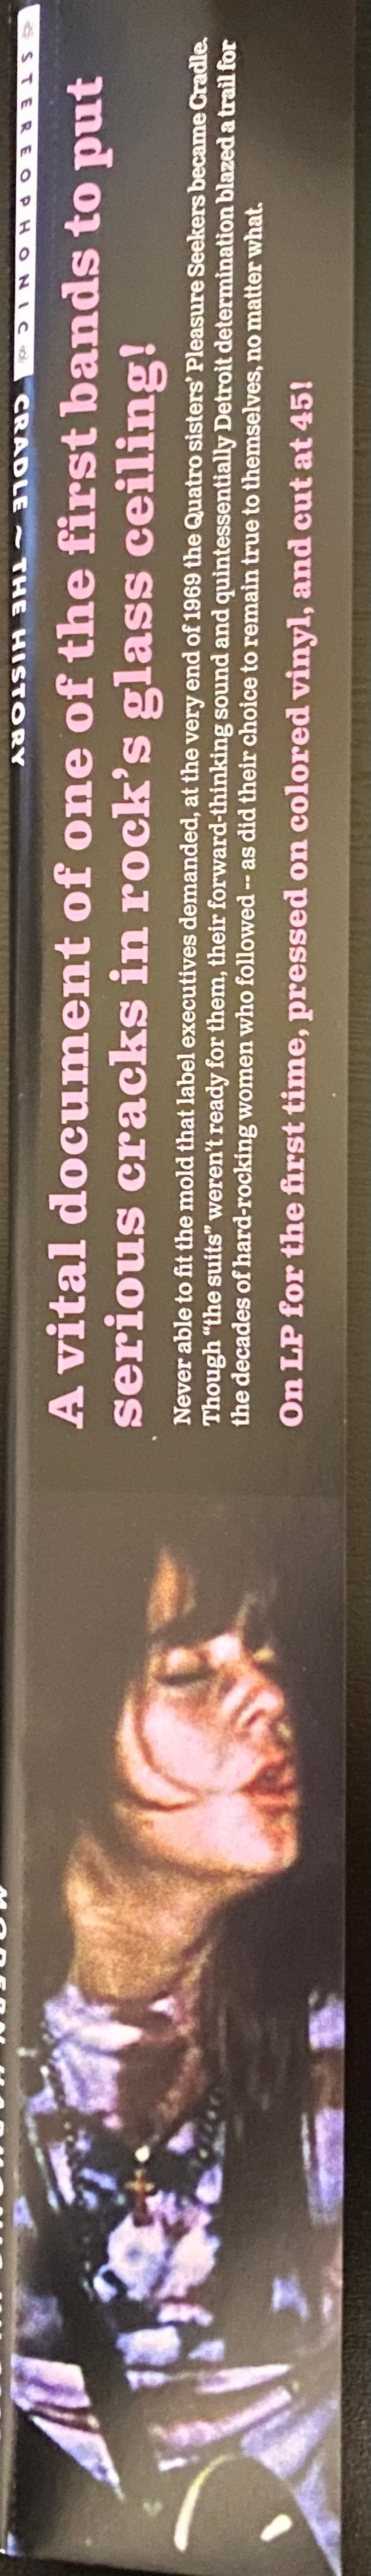 STEREOPHONIC
CRADLE ~ THE HISTORY
A vital document of one of the first bands to put
serious cracks in rock's glass ceiling!
Never able to fit the mold that label executives demanded, at the very end of 1969 the Quatro sisters' Pleasure Seekers became Cradle.
Though "the suits" weren't ready for them, their forward-thinking sound and quintessentially Detroit determination blazed a trail for
the decades of hard-rocking women who followed -- as did their choice to remain true to themselves, no matter what.
On LP for the first time, pressed on colored vinyl, and cut at 45!